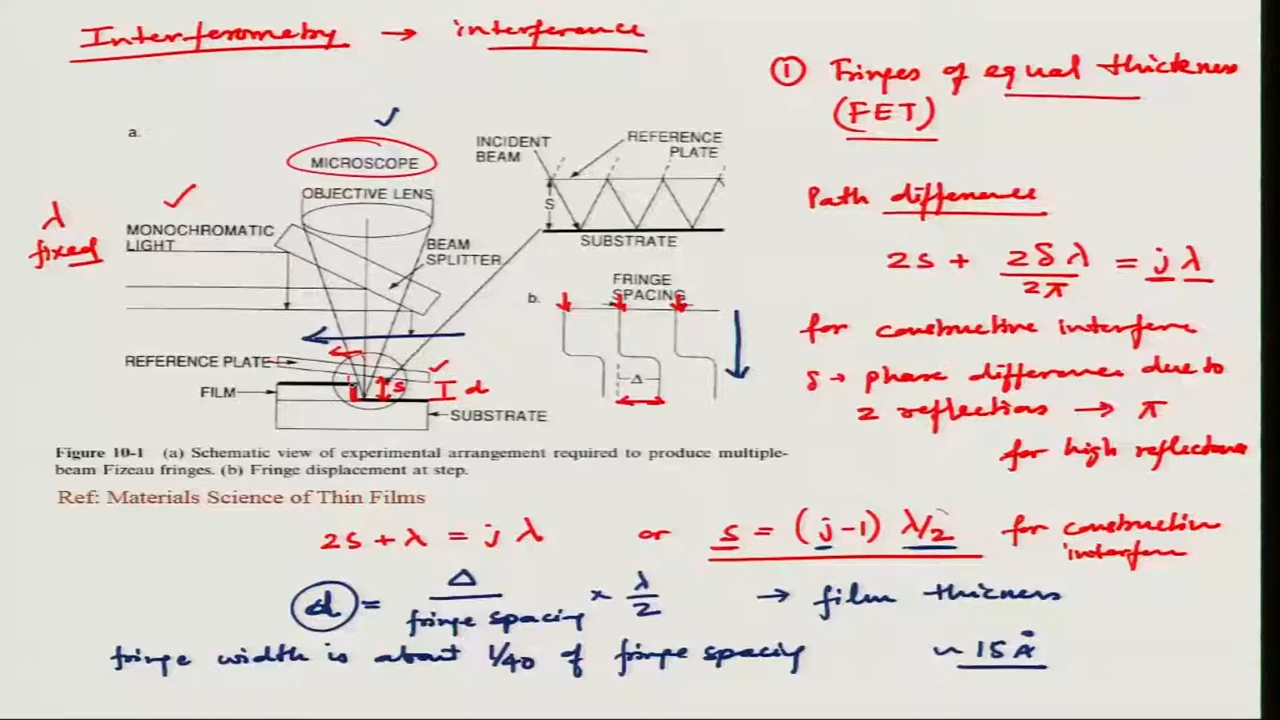 Interferometry → interference
① Fringes of equal thickness
(FET)
a.
MICROSCOPE
OBJECTIVE LENS
λ
fixed
MONOCHROMATIC
LIGHT
BEAM
SPLITTER
REFERENCE PLATE
FILM
S
d
SUBSTRATE
INCIDENT
BEAM
REFERENCE
PLATE
S
SUBSTRATE
b.
FRINGE
SPACING
Δ
Path difference
2s + 2δλ/2π = jλ
for constructive interfere
δ → phase difference due to
2 reflections → π
for high reflectance
Figure 10-1 (a) Schematic view of experimental arrangement required to produce multiple-
beam Fizeau fringes. (b) Fringe displacement at step.
Ref: Materials Science of Thin Films
2s + λ = jλ or s = (j-1) λ/2 for constructive
interfere
d = Δ/fringe spacing × λ/2 → film thickness
fringe width is about 1/40 of fringe spacing ~ 15 Å